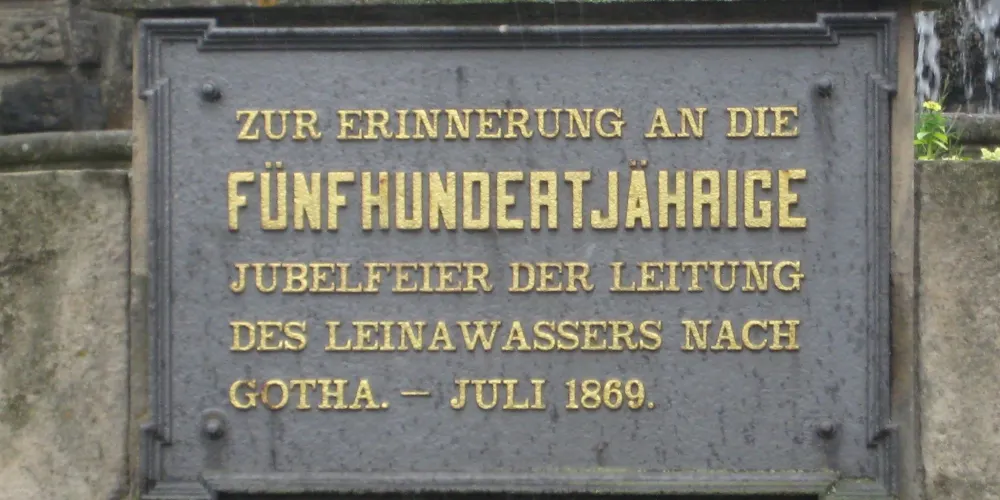 ZUR ERINNERUNG AN DIE
FÜNFHUNDERTJÄHRIGE
JUBELFEIER DER LEITUNG
DES LEINAWASSERS NACH
GOTHA. – JULI 1869.